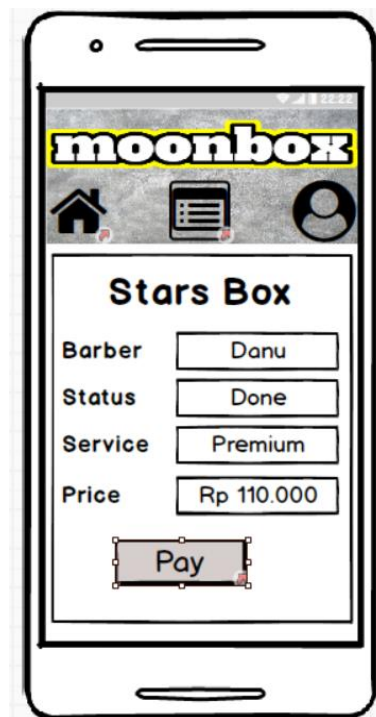 22:22
moonbox
Stars Box
Barber Danu
Status Done
Service Premium
Price Rp 110.000
Pay